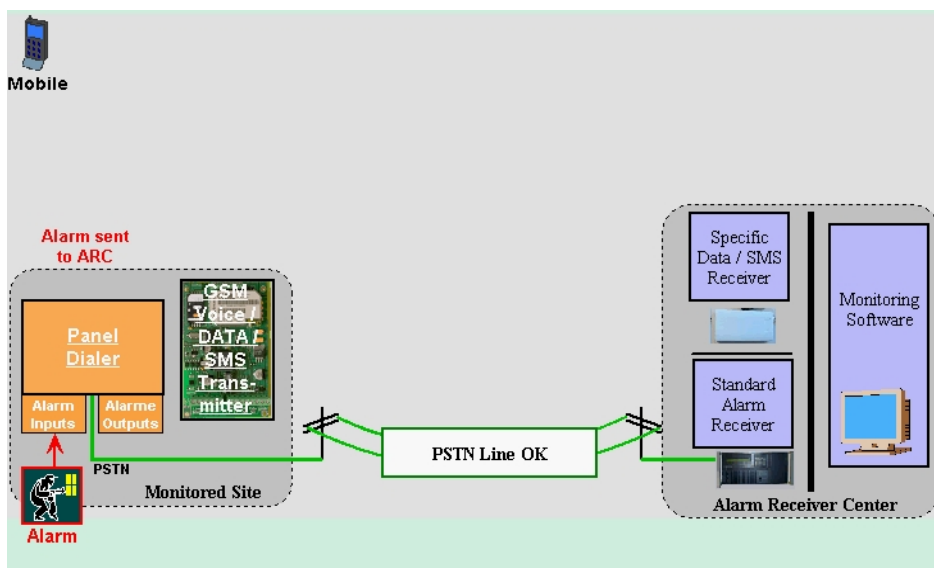 Mobile
Alarm sent
to ARC
Panel
Dialer
Alarm
Inputs
Alarme
Outputs
GSM
Voice /
DATA /
SMS
Trans-
mitter
PSTN
Monitored Site
Alarm
PSTN Line OK
Specific
Data / SMS
Receiver
Standard
Alarm
Receiver
Monitoring
Software
Alarm Receiver Center